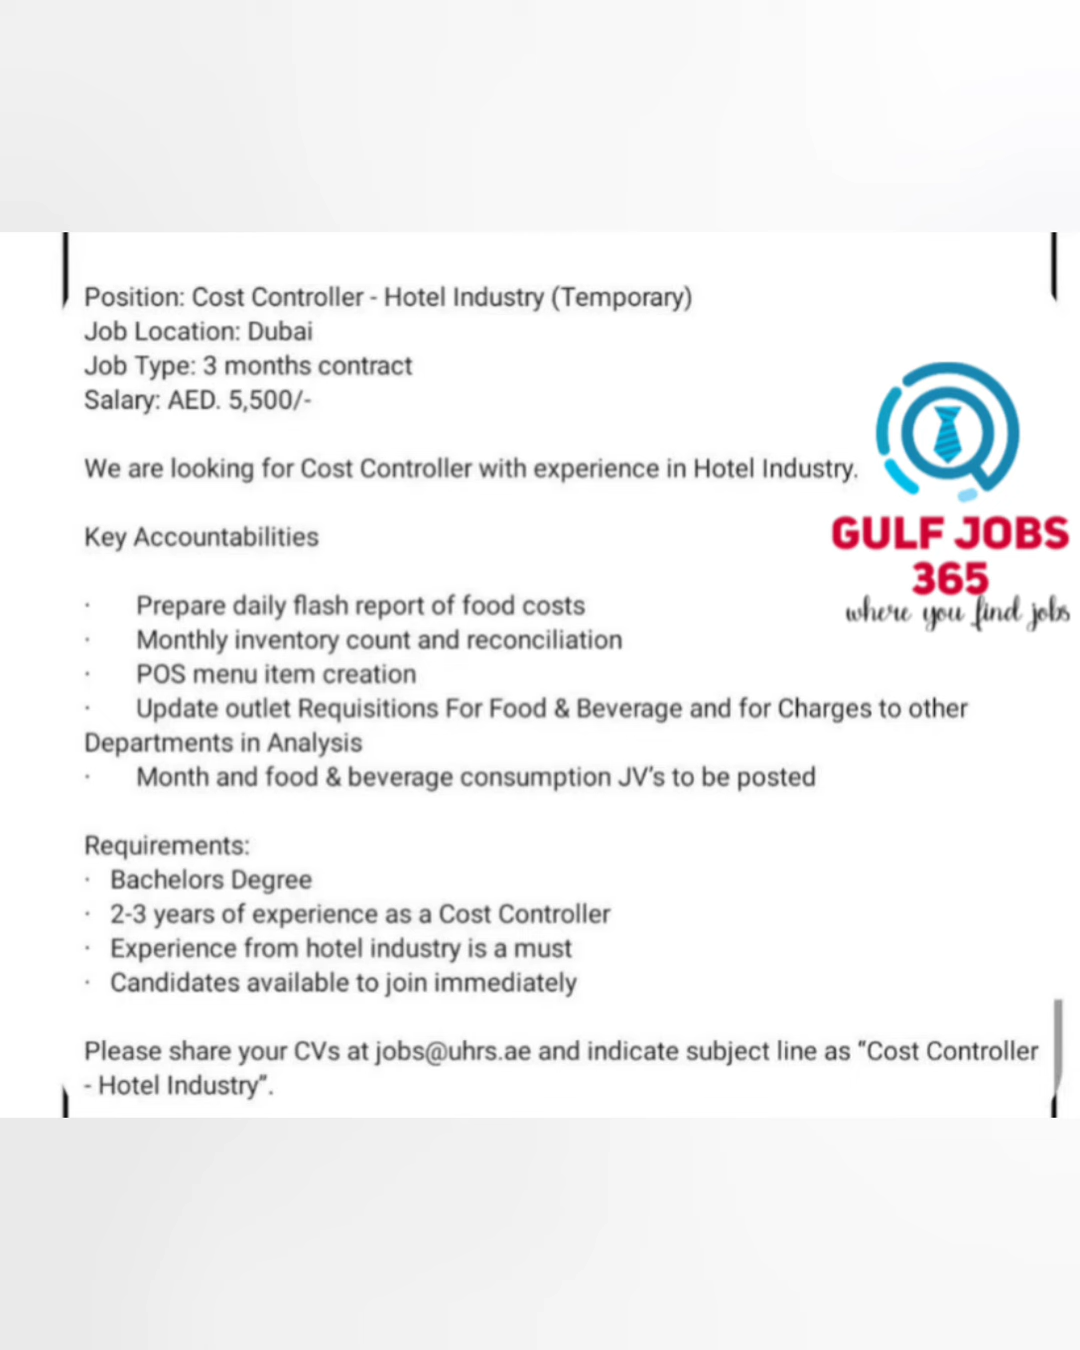 Position: Cost Controller - Hotel Industry (Temporary)
Job Location: Dubai
Job Type: 3 months contract
Salary: AED. 5,500/-
We are looking for Cost Controller with experience in Hotel Industry.
Key Accountabilities
· Prepare daily flash report of food costs
· Monthly inventory count and reconciliation
· POS menu item creation
· Update outlet Requisitions For Food & Beverage and for Charges to other
Departments in Analysis
· Month and food & beverage consumption JV's to be posted
Requirements:
· Bachelors Degree
· 2-3 years of experience as a Cost Controller
· Experience from hotel industry is a must
· Candidates available to join immediately
Please share your CVs at jobs@uhrs.ae and indicate subject line as "Cost Controller
- Hotel Industry".
GULF JOBS
365
where you find jobs